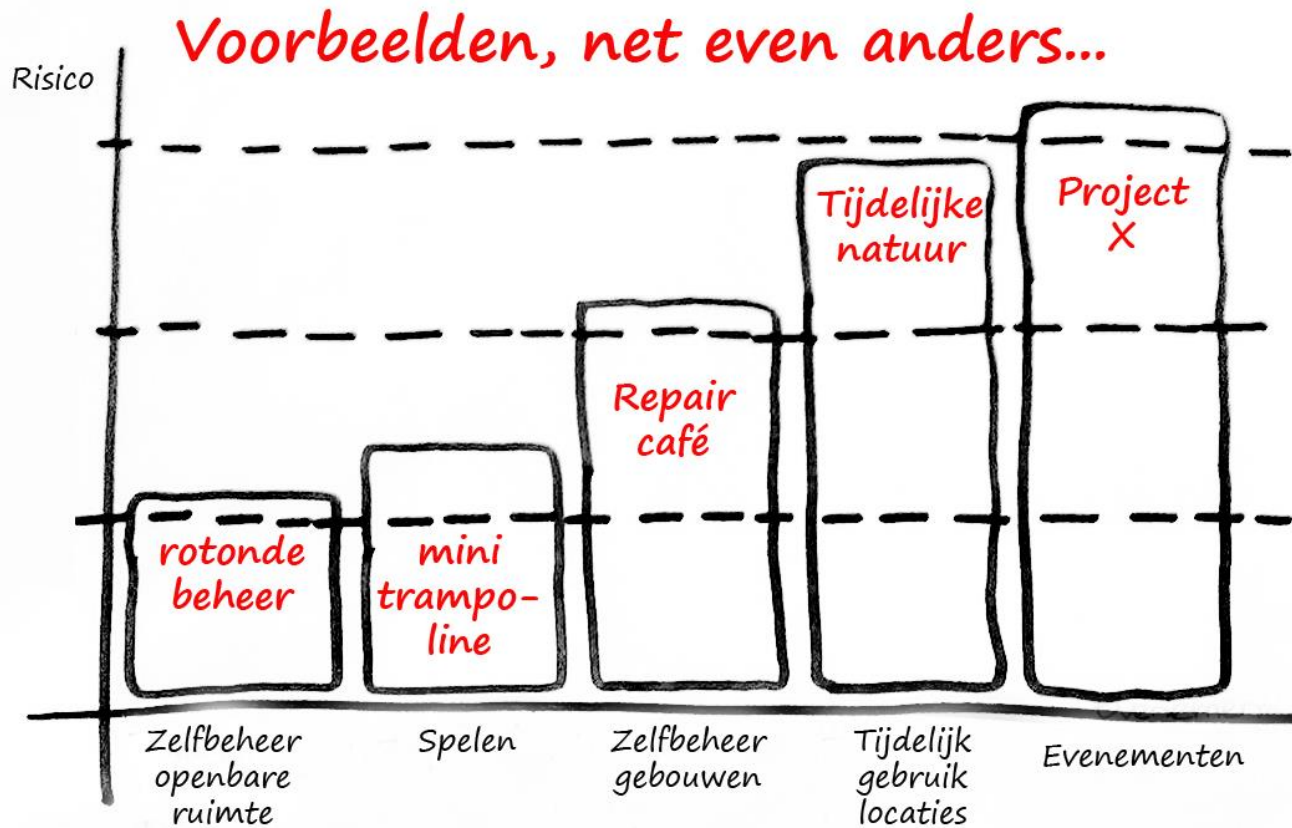 Voorbeelden, net even anders...
Risico
Tijdelijke
natuur
Project
X
Repair
café
rotonde
beheer
mini
trampo-
line
Zelfbeheer
openbare
ruimte
Spelen
Zelfbeheer
gebouwen
Tijdelijk
gebruik
locaties
Evenementen